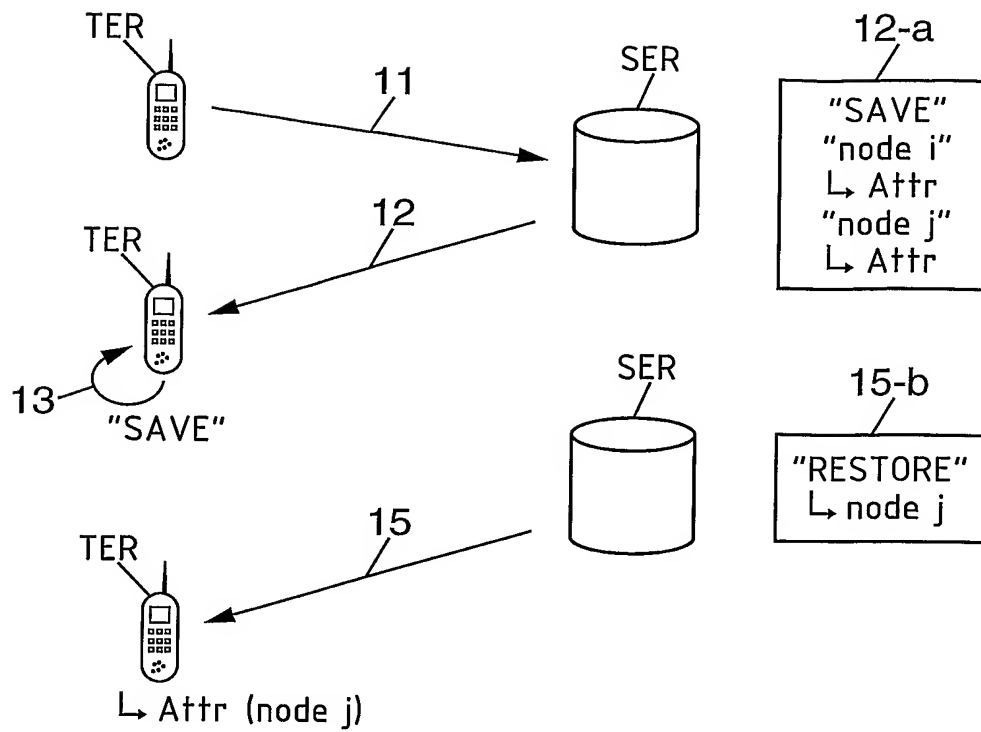 TER
11
SER
12-a
"SAVE"
"node i"
↳ Attr
"node j"
↳ Attr
TER
12
13
"SAVE"
SER
15-b
"RESTORE"
↳ node j
TER
15
↳ Attr (node j)